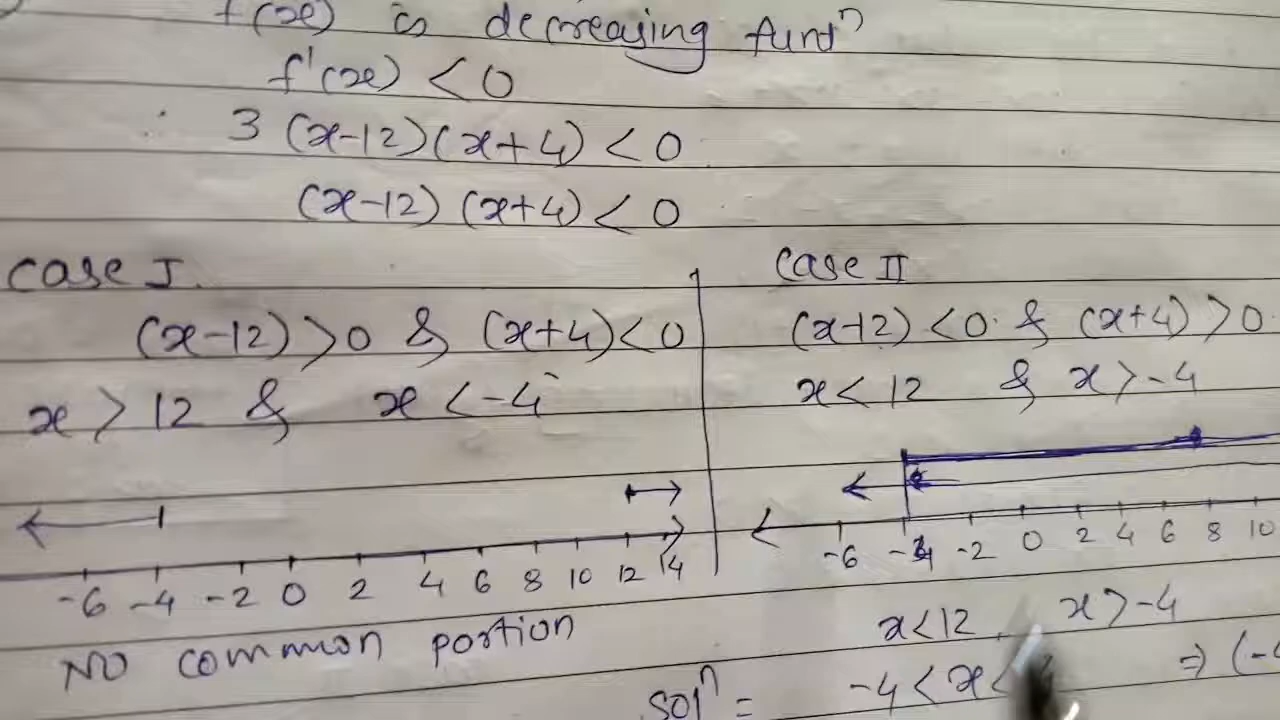 f(x) is decreasing funⁿ
f'(x) < 0
3 (x-12)(x+4) < 0
(x-12) (x+4) < 0
case I.
(x-12) > 0 & (x+4) < 0
x > 12 & x < -4
-6 -4 -2 0 2 4 6 8 10 12 14
NO common portion
case II
(x-12) < 0 & (x+4) > 0
x < 12 & x > -4
-6 -4 -2 0 2 4 6 8 10
x < 12, x > -4
solⁿ = -4 < x < ⇒ (-4